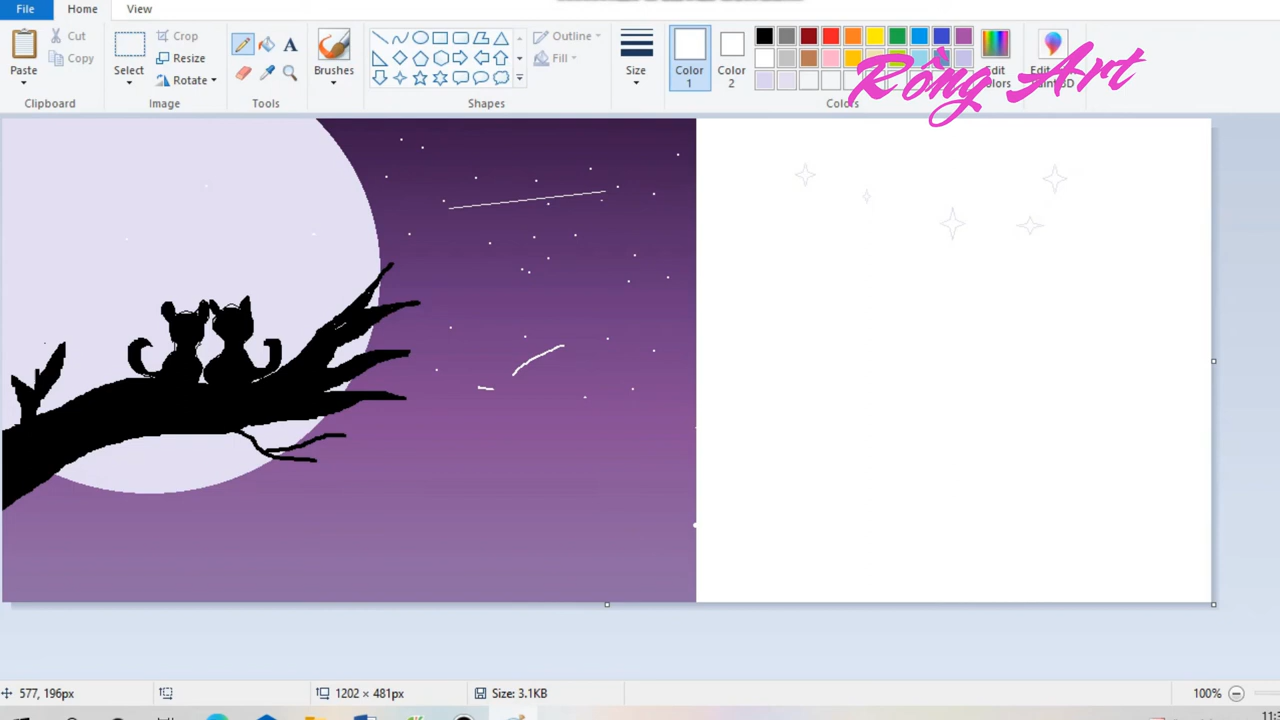 File Home View
Paste Cut Copy Select Crop Resize Rotate Brushes Outline Fill Size Color 1 Color 2
Clipboard Image Tools Shapes Colors
Rông Art
577, 196px 1202 × 481px Size: 3.1KB 100%